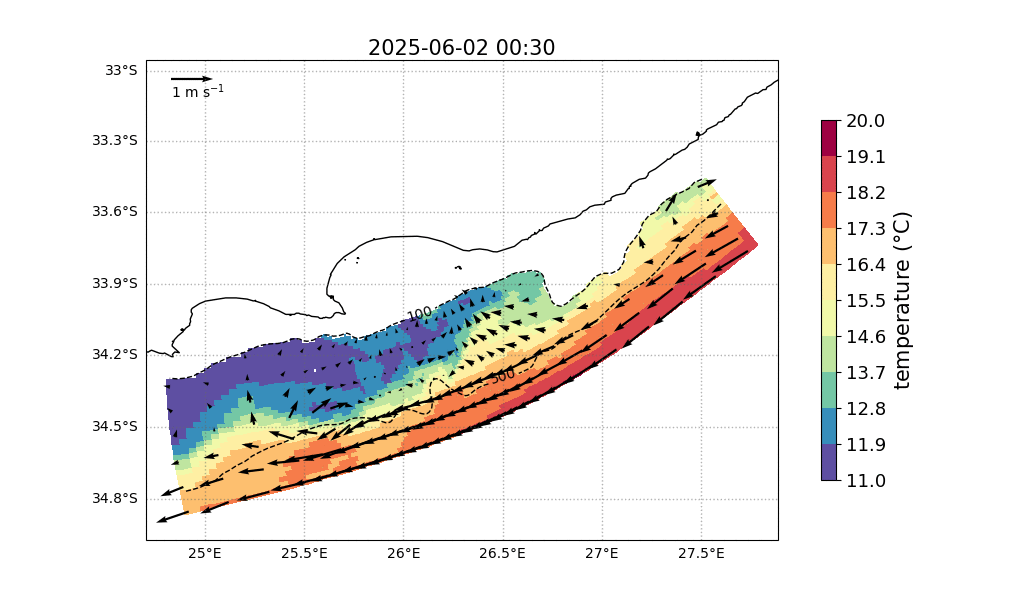 2025-06-02 00:30
1 m s⁻¹
33°S
33.3°S
33.6°S
33.9°S
34.2°S
34.5°S
34.8°S
100
500
25°E 25.5°E 26°E 26.5°E 27°E 27.5°E
20.0
19.1
18.2
17.3
16.4
15.5
14.6
13.7
12.8
11.9
11.0
temperature (°C)